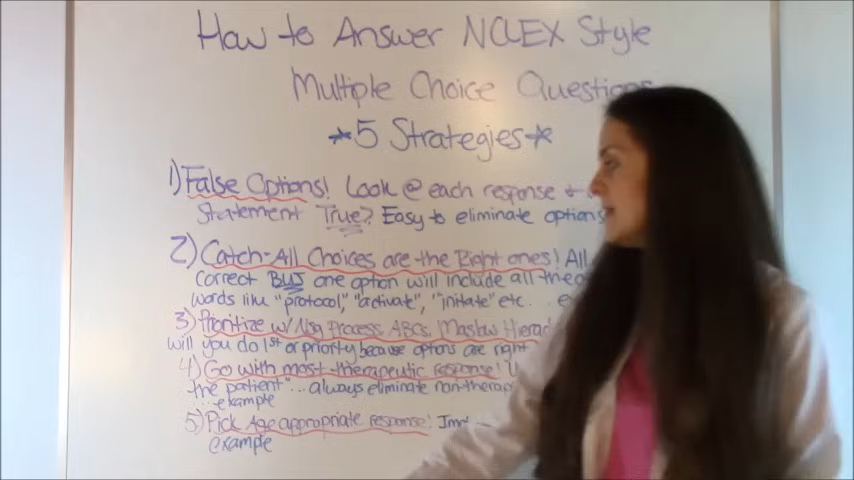 How to Answer NCLEX Style
Multiple Choice Questions
*5 Strategies*
1) False Options! Look @ each response +
statement True? Easy to eliminate options
2) Catch-All Choices are the Right ones! All
correct BUT one option will include all
words like "protocol," "activate", "initiate" etc...
3) Prioritize w/ Nsg Process, ABCs, Maslow
will you do 1st or priority because options are right
4) Go with most therapeutic response!
the patient"... always eliminate
...example
5) Pick Age appropriate response!
example